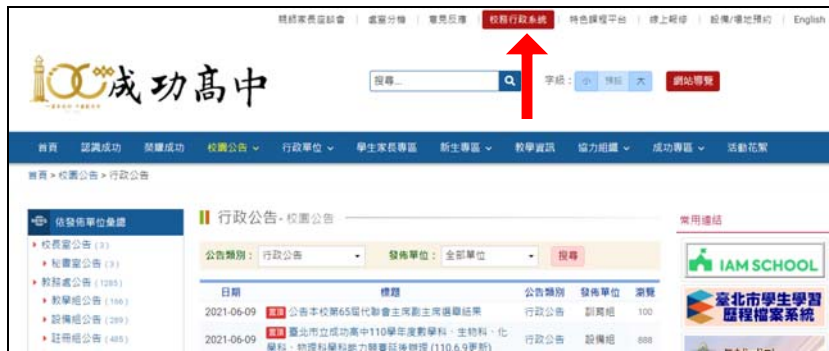 親師家長座談會 | 處室分機 | 意見反應 | 校務行政系統 | 特色課程平台 | 線上報修 | 設備/場地預約 | English
成功高中
搜尋...
字級： 小 預設 大
網站導覽
首頁 認識成功 榮耀成功 校園公告 行政單位 學生家長專區 新生專區 教學資訊 協力組織 成功專區 活動花絮
首頁 > 校園公告 > 行政公告
依發佈單位彙總
校長室公告 (3)
秘書室公告 (3)
教務處公告 (1285)
教學組公告 (166)
設備組公告 (289)
註冊組公告 (485)
行政公告 - 校園公告
公告類別： 行政公告 發佈單位： 全部單位 搜尋
日期 標題 公告類別 發佈單位 瀏覽
2021-06-09 置頂 公告本校第65屆代聯會主席副主席選舉結果 行政公告 訓育組 100
2021-06-09 置頂 臺北市立成功高中110學年度數學科、生物科、化學科、物理科學科能力競賽延後辦理 (110.6.9更新) 行政公告 設備組 888
常用連結
IAM SCHOOL
臺北市學生學習
歷程檔案系統